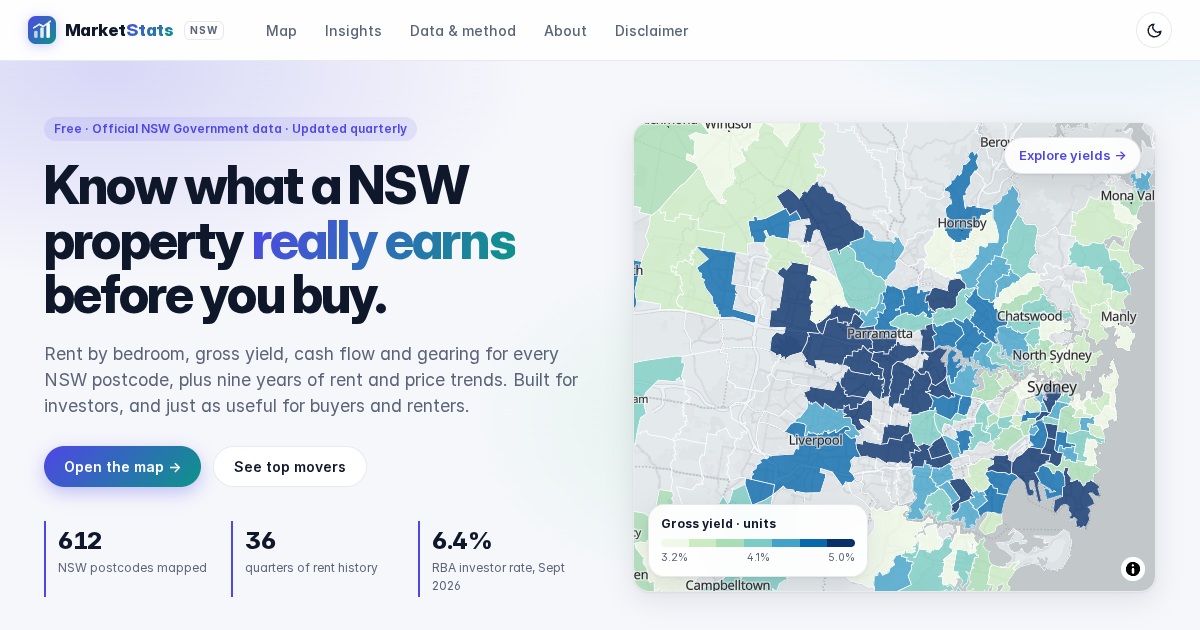 MarketStats NSW Map Insights Data & method About Disclaimer
Free · Official NSW Government data · Updated quarterly
Know what a NSW
property really earns
before you buy.
Rent by bedroom, gross yield, cash flow and gearing for every
NSW postcode, plus nine years of rent and price trends. Built for
investors, and just as useful for buyers and renters.
Open the map →
See top movers
612
NSW postcodes mapped
36
quarters of rent history
6.4%
RBA investor rate, Sept
2026
Windsor
Explore yields →
Mona Val
Hornsby
Chatswood
Manly
Parramatta
North Sydney
Sydney
Liverpool
Gross yield · units
3.2% 4.1% 5.0%
Campbelltown